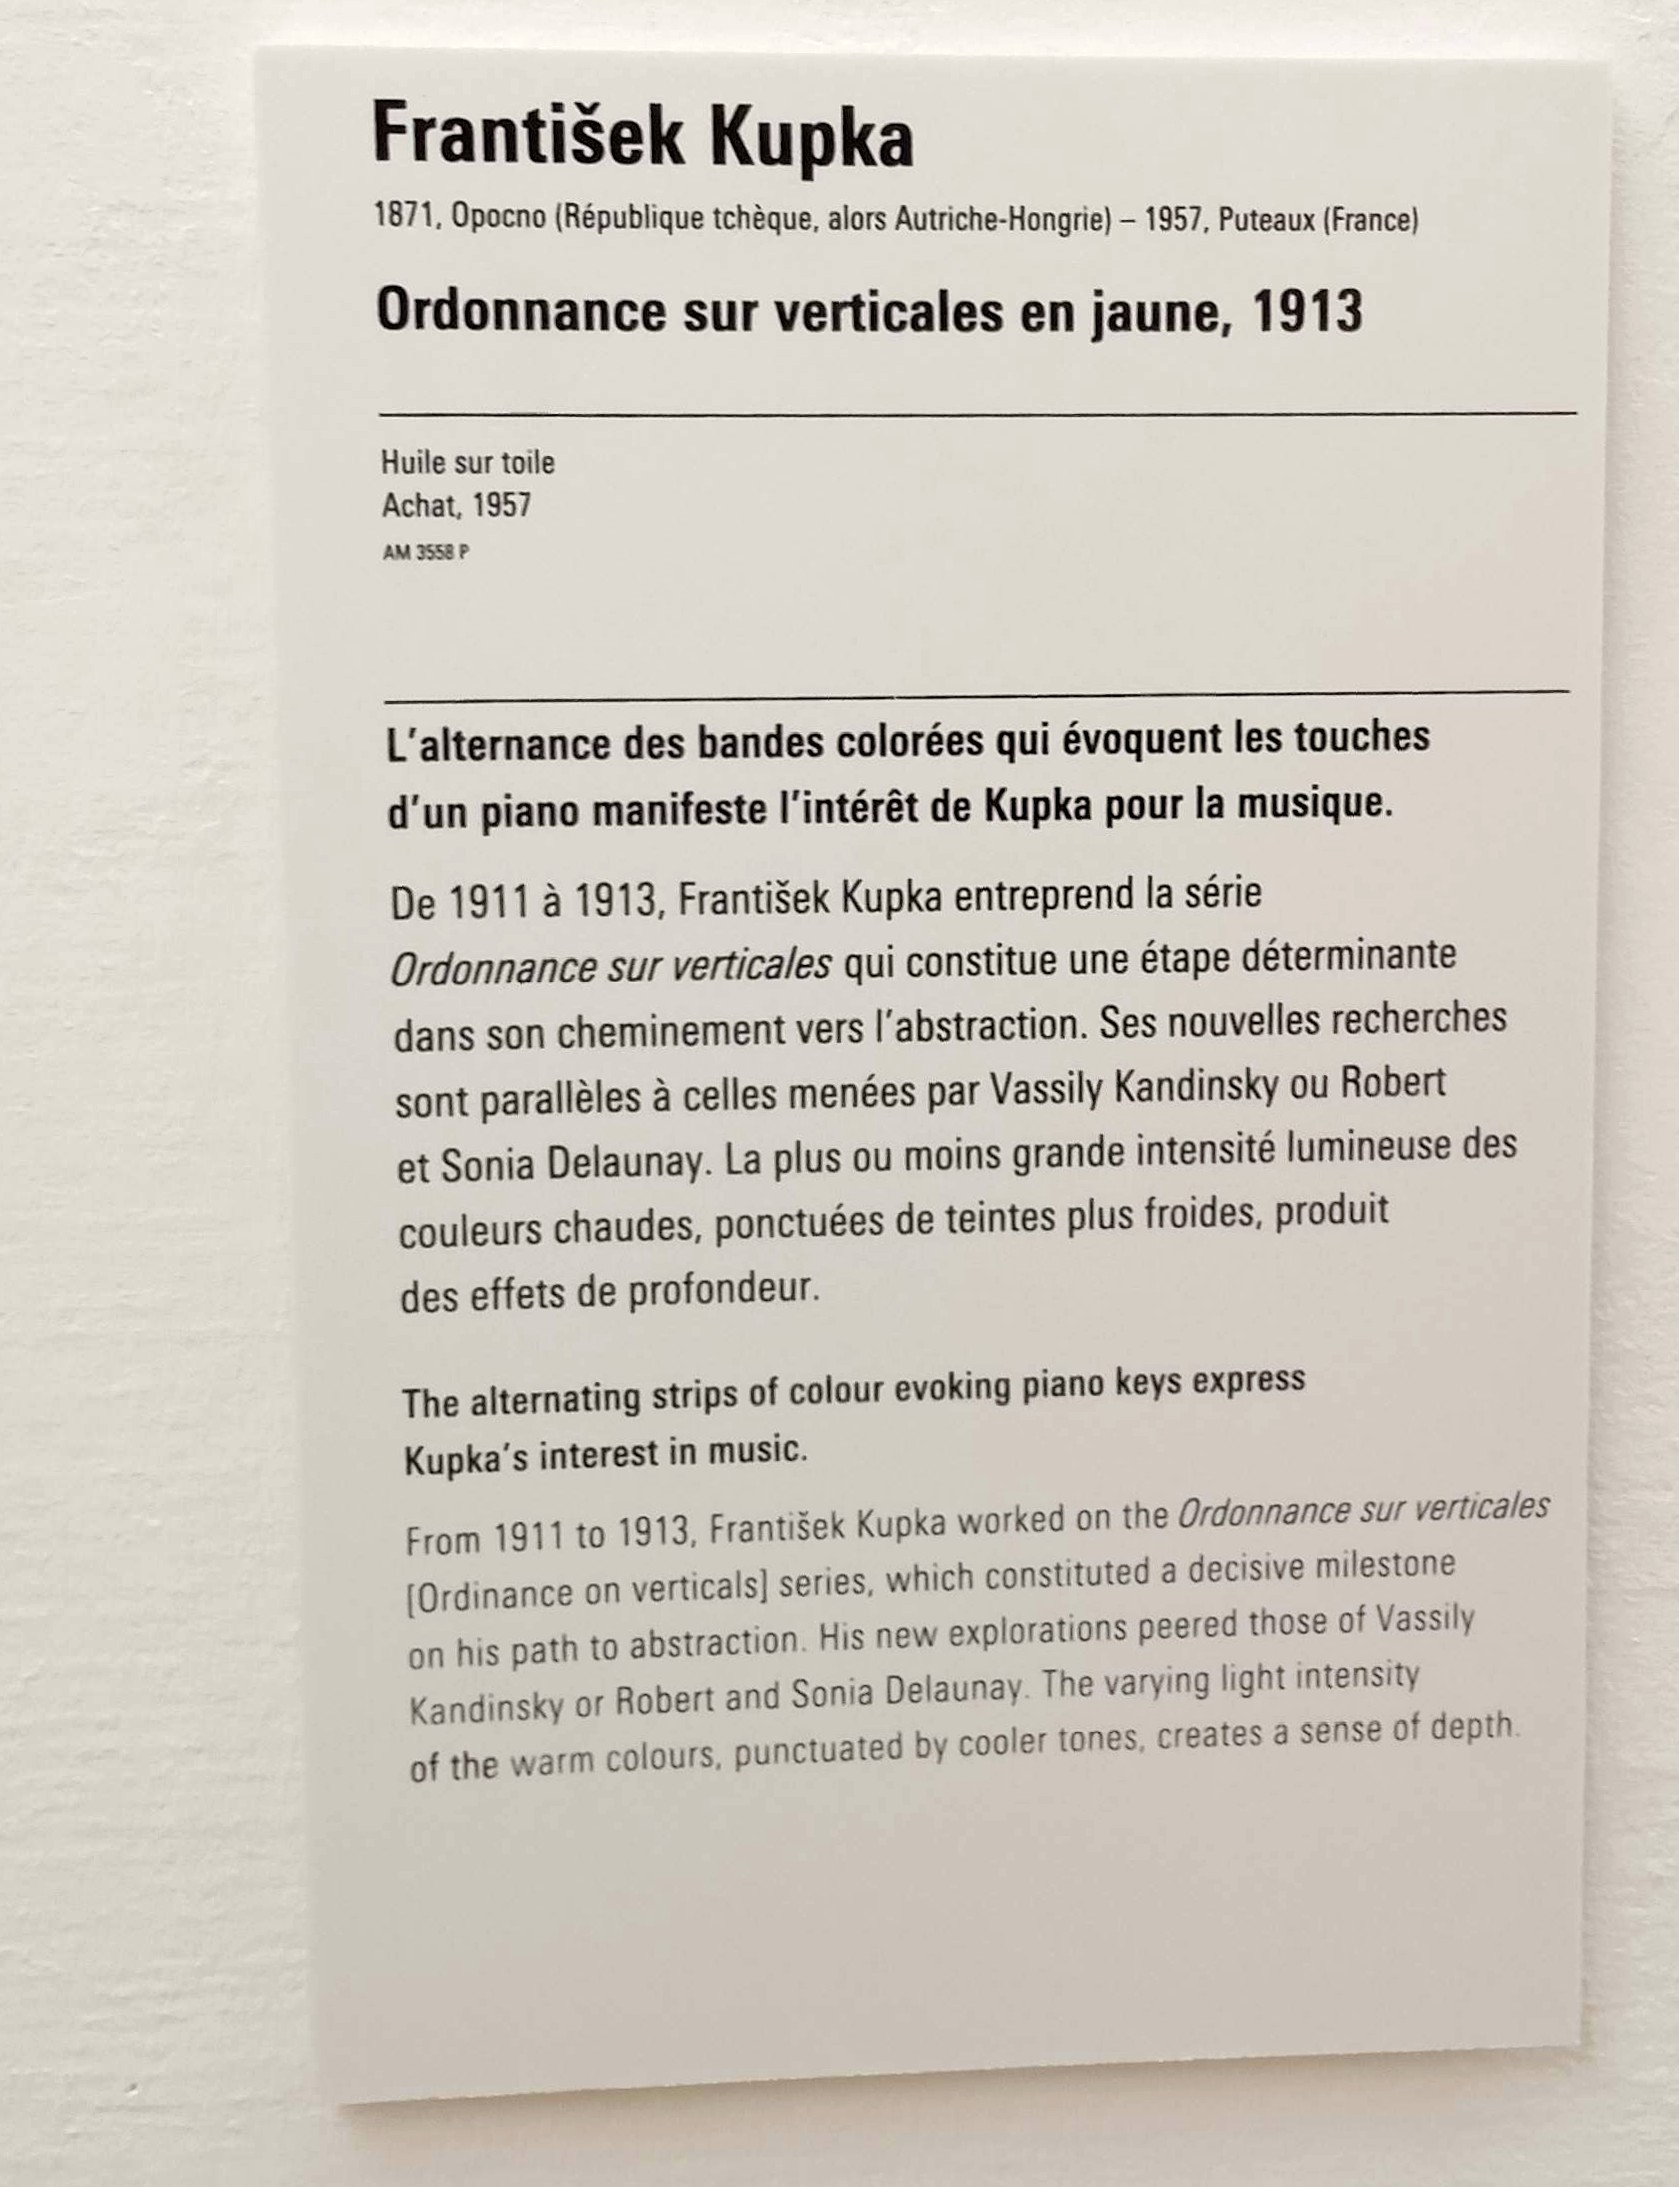 František Kupka
1871, Opocno (République tchèque, alors Autriche-Hongrie) – 1957, Puteaux (France)
Ordonnance sur verticales en jaune, 1913
Huile sur toile
Achat, 1957
AM 3558 P
L'alternance des bandes colorées qui évoquent les touches
d'un piano manifeste l'intérêt de Kupka pour la musique.
De 1911 à 1913, František Kupka entreprend la série
Ordonnance sur verticales qui constitue une étape déterminante
dans son cheminement vers l'abstraction. Ses nouvelles recherches
sont parallèles à celles menées par Vassily Kandinsky ou Robert
et Sonia Delaunay. La plus ou moins grande intensité lumineuse des
couleurs chaudes, ponctuées de teintes plus froides, produit
des effets de profondeur.
The alternating strips of colour evoking piano keys express
Kupka's interest in music.
From 1911 to 1913, František Kupka worked on the Ordonnance sur verticales
[Ordinance on verticals] series, which constituted a decisive milestone
on his path to abstraction. His new explorations peered those of Vassily
Kandinsky or Robert and Sonia Delaunay. The varying light intensity
of the warm colours, punctuated by cooler tones, creates a sense of depth.